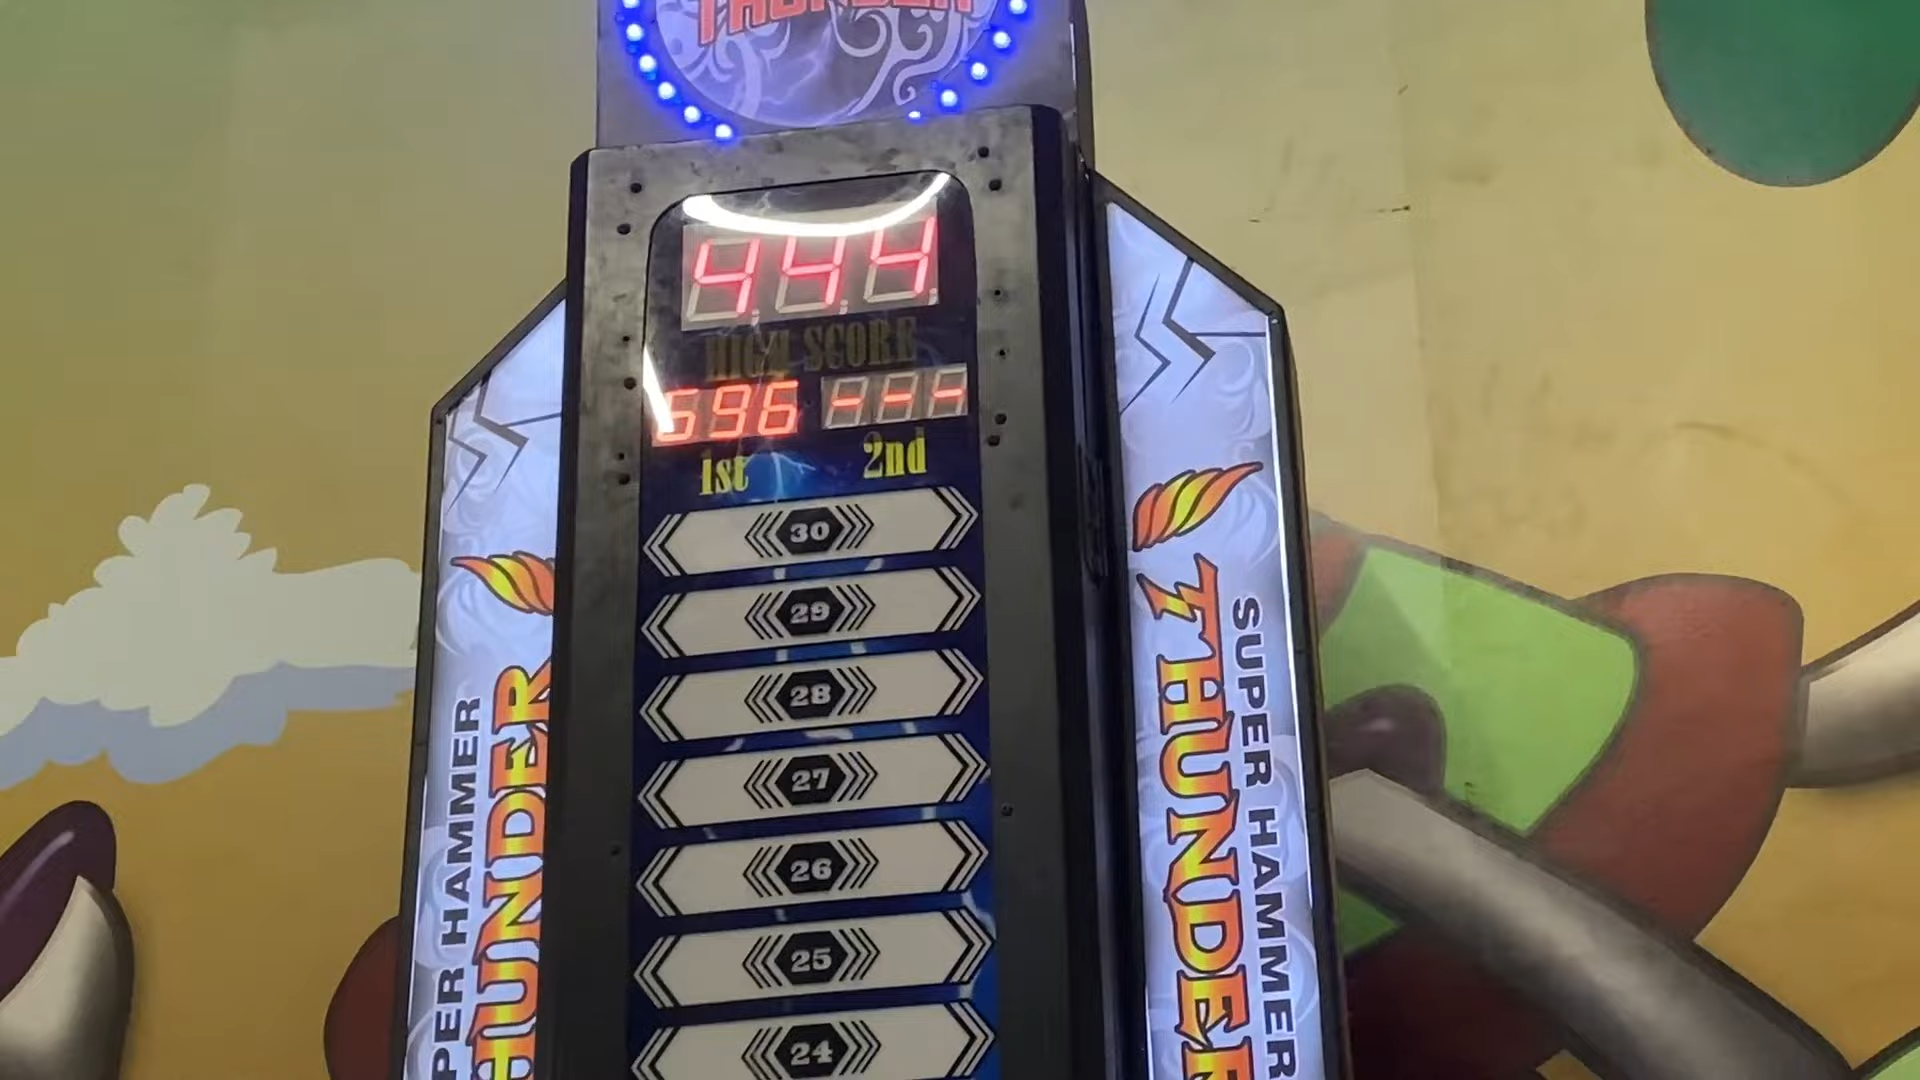 THUNDER
444
HIGH SCORE
696 ---
1st 2nd
30
29
28
27
26
25
24
SUPER HAMMER
THUNDER
SUPER HAMMER
THUNDER